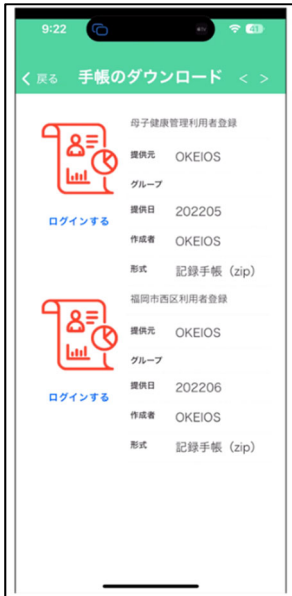 9:22
41
戻る 手帳のダウンロード < >
母子健康管理利用者登録
提供元 OKEIOS
グループ
提供日 202205
作成者 OKEIOS
形式 記録手帳（zip）
ログインする
福岡市西区利用者登録
提供元 OKEIOS
グループ
提供日 202206
作成者 OKEIOS
形式 記録手帳（zip）
ログインする